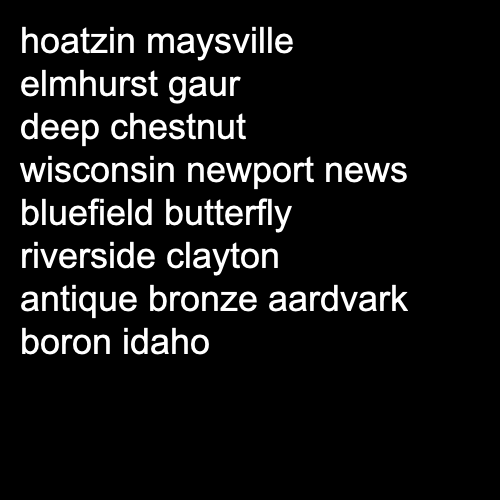 hoatzin maysville
elmhurst gaur
deep chestnut
wisconsin newport news
bluefield butterfly
riverside clayton
antique bronze aardvark
boron idaho